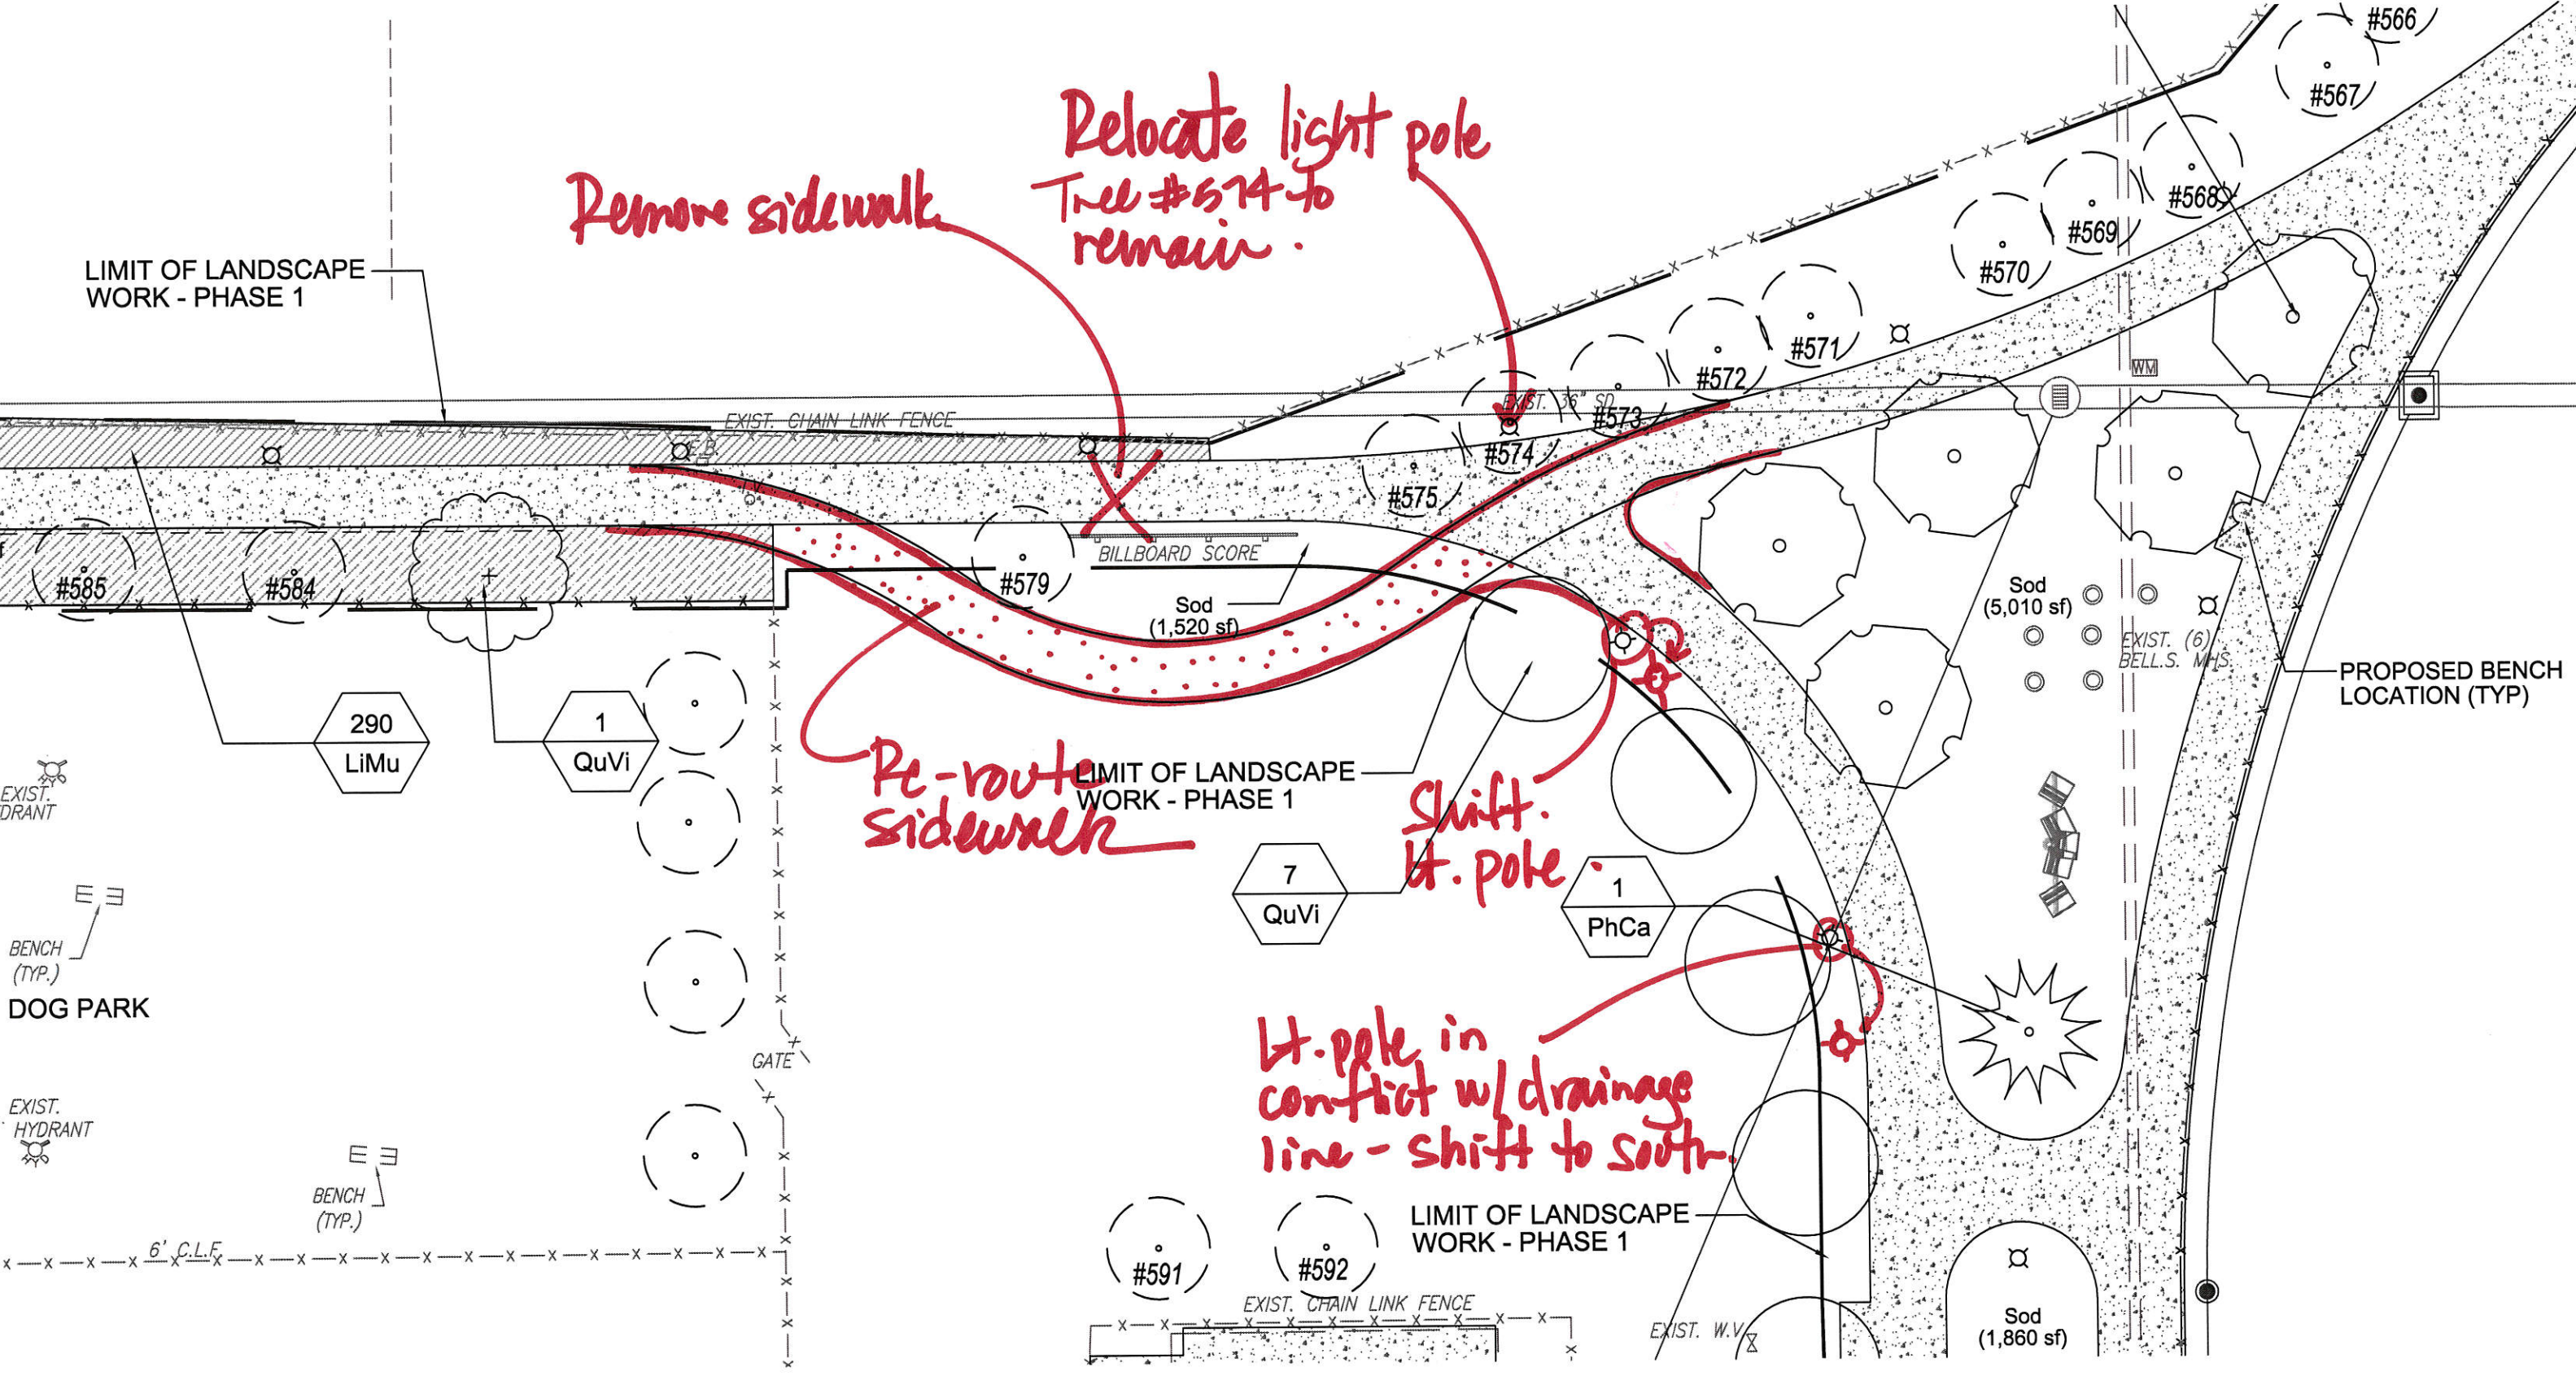 #566
#567
Relocate light pole
Tree #574 to
remain.
Remove sidewalk
#568
#569
#570
LIMIT OF LANDSCAPE
WORK - PHASE 1
#571
#572
WM
EXIST. 36" SD
#573
EXIST. CHAIN LINK FENCE
E.B.
#574
#575
BILLBOARD SCORE
#585
#584
#579
Sod
(1,520 sf)
Sod
(5,010 sf)
EXIST. (6)
BELL.S. MHS.
PROPOSED BENCH
LOCATION (TYP)
290
LiMu
1
QuVi
Re-route
sidewalk
LIMIT OF LANDSCAPE
WORK - PHASE 1
Shift.
Lt. pole.
EXIST.
DRANT
7
QuVi
1
PhCa
BENCH
(TYP.)
DOG PARK
GATE
Lt. pole in
conflict w/ drainage
line - shift to south.
EXIST.
HYDRANT
BENCH
(TYP.)
6' C.L.F.
#591
#592
LIMIT OF LANDSCAPE
WORK - PHASE 1
EXIST. CHAIN LINK FENCE
EXIST. W.V.
Sod
(1,860 sf)